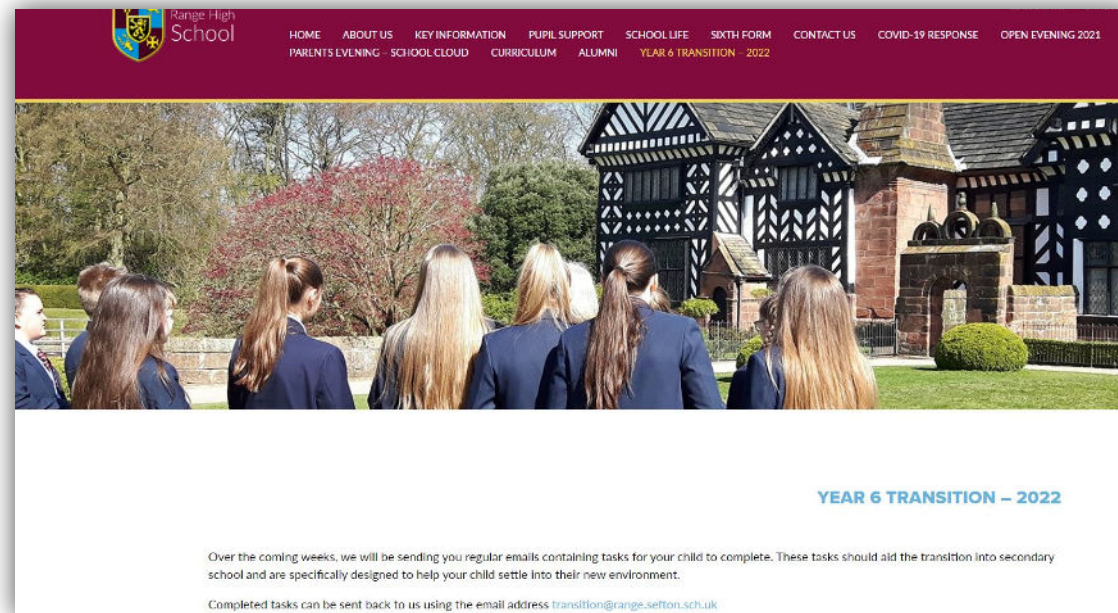 Range High
School
HOME ABOUT US KEY INFORMATION PUPIL SUPPORT SCHOOL LIFE SIXTH FORM CONTACT US COVID-19 RESPONSE OPEN EVENING 2021
PARENTS EVENING – SCHOOL CLOUD CURRICULUM ALUMNI YEAR 6 TRANSITION – 2022
YEAR 6 TRANSITION – 2022
Over the coming weeks, we will be sending you regular emails containing tasks for your child to complete. These tasks should aid the transition into secondary
school and are specifically designed to help your child settle into their new environment.
Completed tasks can be sent back to us using the email address transition@range.sefton.sch.uk